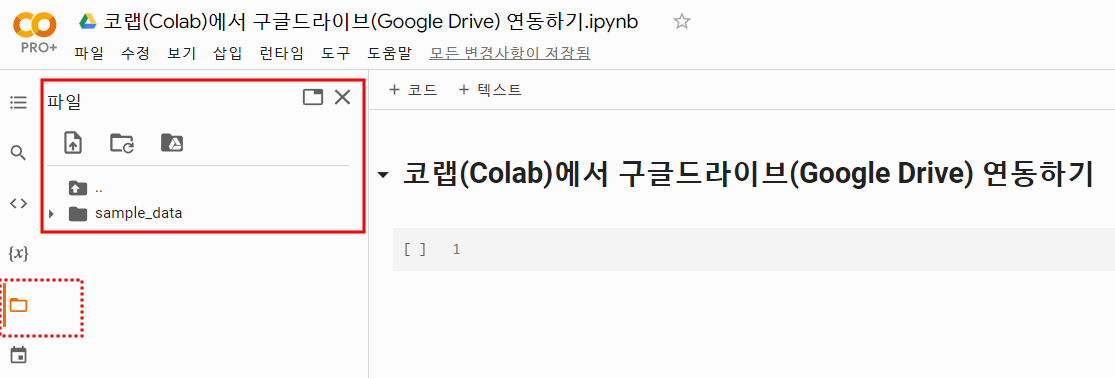 코랩(Colab)에서 구글드라이브(Google Drive) 연동하기.ipynb
PRO+
파일 수정 보기 삽입 런타임 도구 도움말 모든 변경사항이 저장됨
파일
+ 코드 + 텍스트
..
sample_data
{x}
코랩(Colab)에서 구글드라이브(Google Drive) 연동하기
[ ] 1